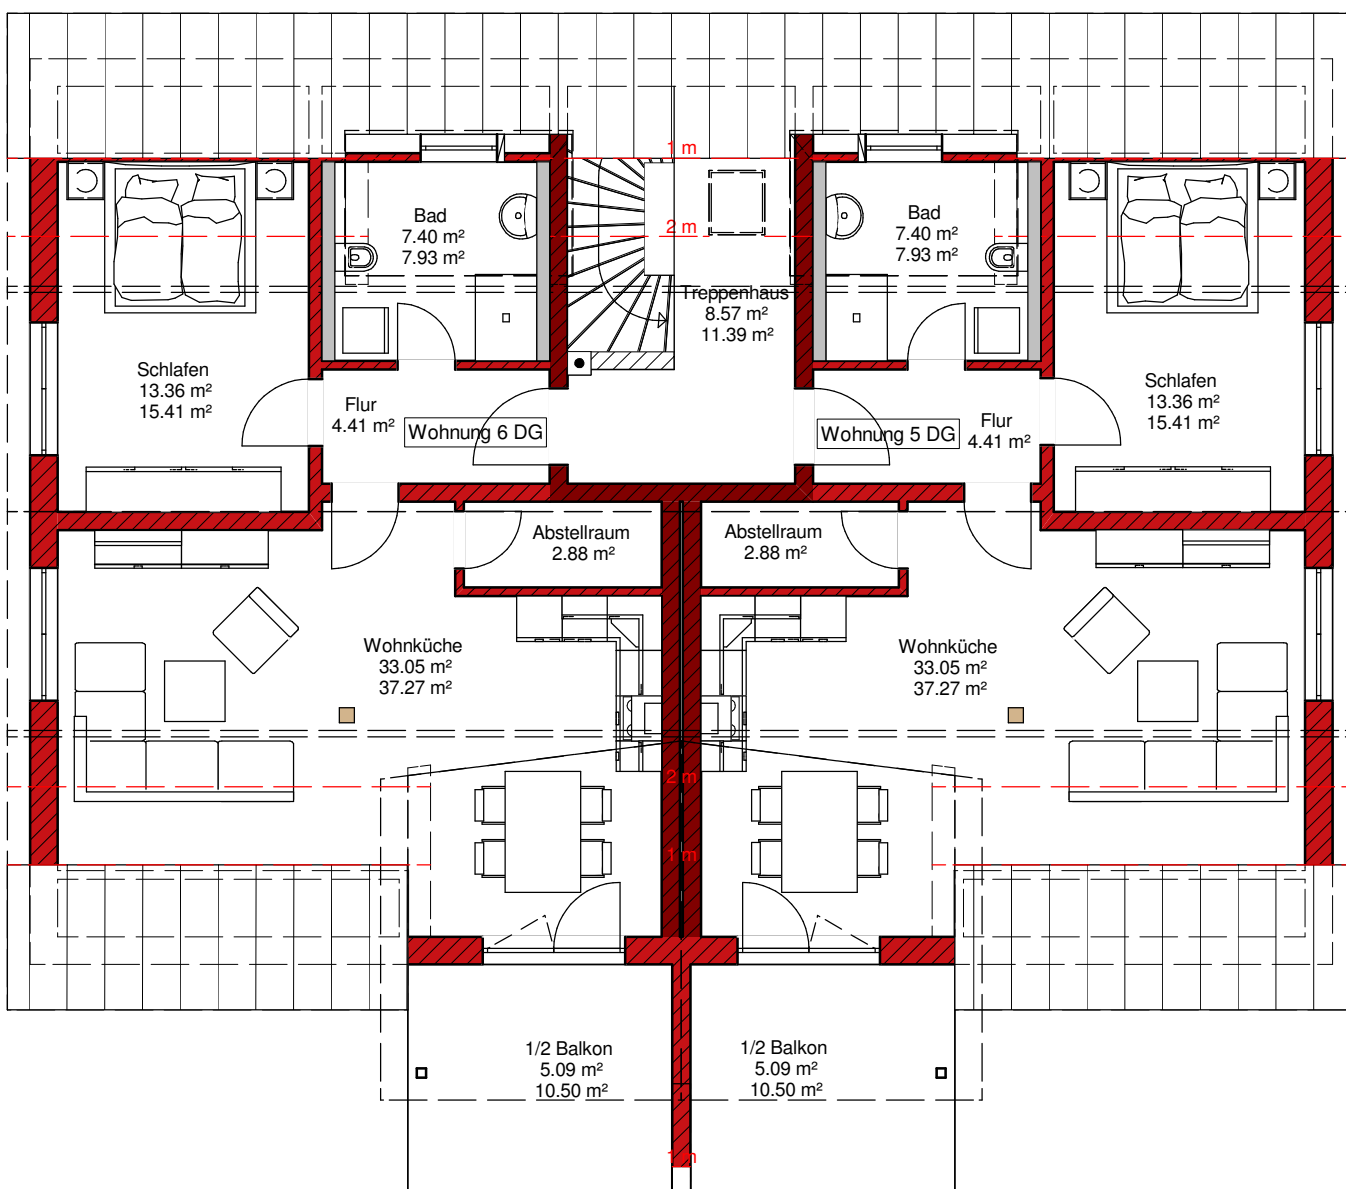 1 m
2 m
Bad
7.40 m²
7.93 m²
Bad
7.40 m²
7.93 m²
Treppenhaus
8.57 m²
11.39 m²
Schlafen
13.36 m²
15.41 m²
Schlafen
13.36 m²
15.41 m²
Flur
4.41 m²
Wohnung 6 DG
Wohnung 5 DG
Flur
4.41 m²
Abstellraum
2.88 m²
Abstellraum
2.88 m²
Wohnküche
33.05 m²
37.27 m²
Wohnküche
33.05 m²
37.27 m²
2 m
1 m
1/2 Balkon
5.09 m²
10.50 m²
1/2 Balkon
5.09 m²
10.50 m²
1 m